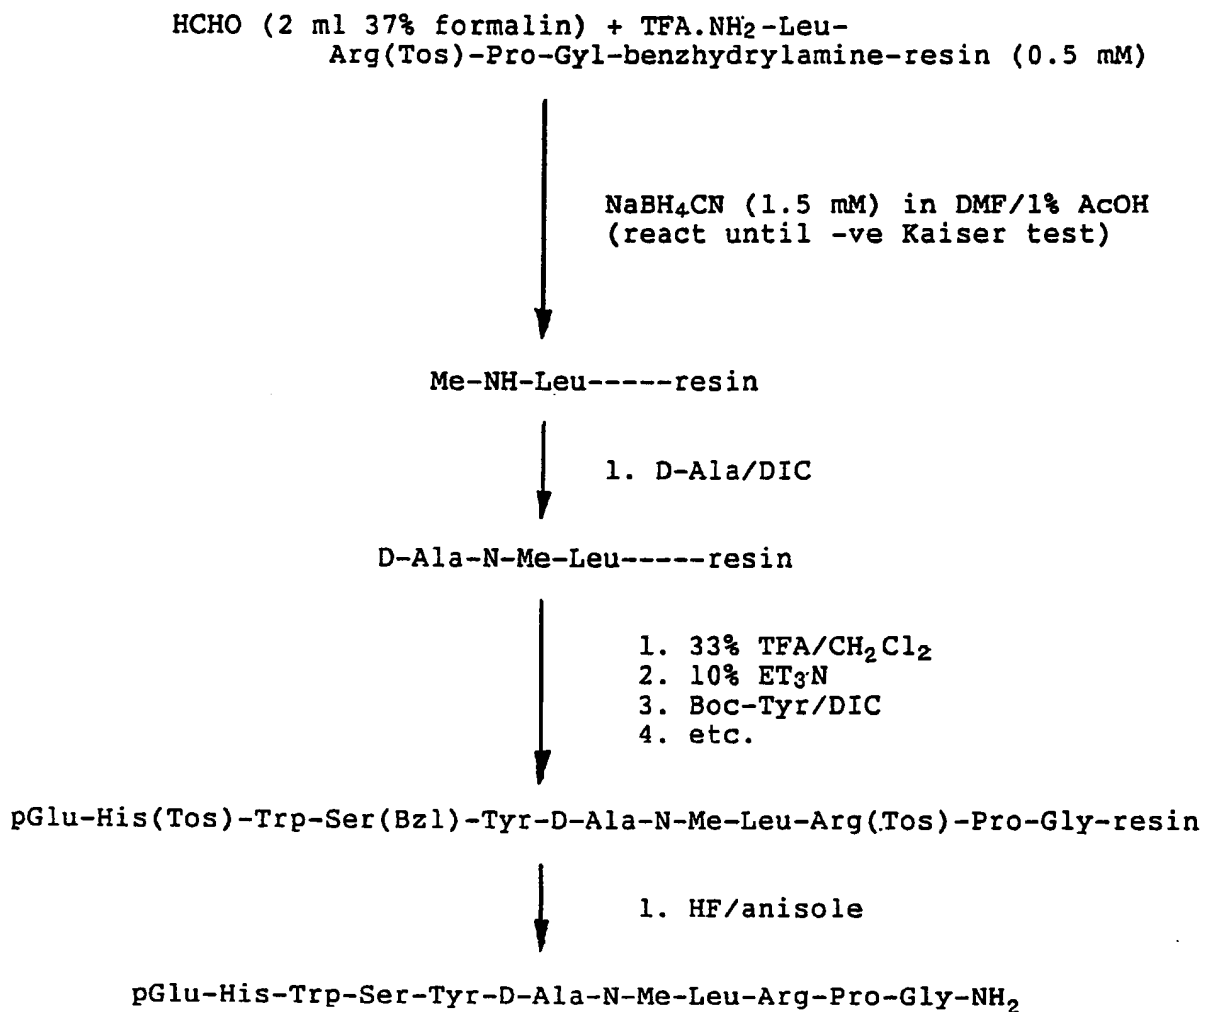 HCHO (2 ml 37% formalin) + TFA.NH2-Leu-
Arg(Tos)-Pro-Gyl-benzhydrylamine-resin (0.5 mM)
NaBH4CN (1.5 mM) in DMF/1% AcOH
(react until -ve Kaiser test)
Me-NH-Leu-----resin
1. D-Ala/DIC
D-Ala-N-Me-Leu-----resin
1. 33% TFA/CH2Cl2
2. 10% ET3N
3. Boc-Tyr/DIC
4. etc.
pGlu-His(Tos)-Trp-Ser(Bzl)-Tyr-D-Ala-N-Me-Leu-Arg(Tos)-Pro-Gly-resin
1. HF/anisole
pGlu-His-Trp-Ser-Tyr-D-Ala-N-Me-Leu-Arg-Pro-Gly-NH2